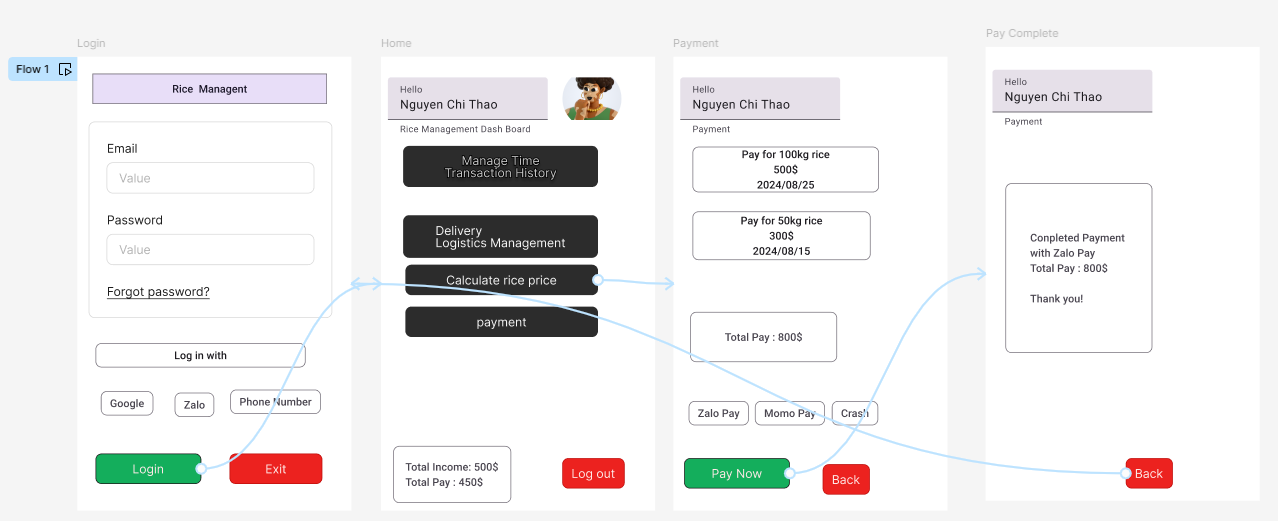 Flow 1
Login
Rice Managent
Email
Value
Password
Value
Forgot password?
Log in with
Google
Zalo
Phone Number
Login
Exit
Home
Hello
Nguyen Chi Thao
Rice Management Dash Board
Manage Time
Transaction History
Delivery
Logistics Management
Calculate rice price
payment
Total Income: 500$
Total Pay : 450$
Log out
Payment
Hello
Nguyen Chi Thao
Payment
Pay for 100kg rice
500$
2024/08/25
Pay for 50kg rice
300$
2024/08/15
Total Pay : 800$
Zalo Pay
Momo Pay
Crash
Pay Now
Back
Pay Complete
Hello
Nguyen Chi Thao
Payment
Conpleted Payment
with Zalo Pay
Total Pay : 800$
Thank you!
Back